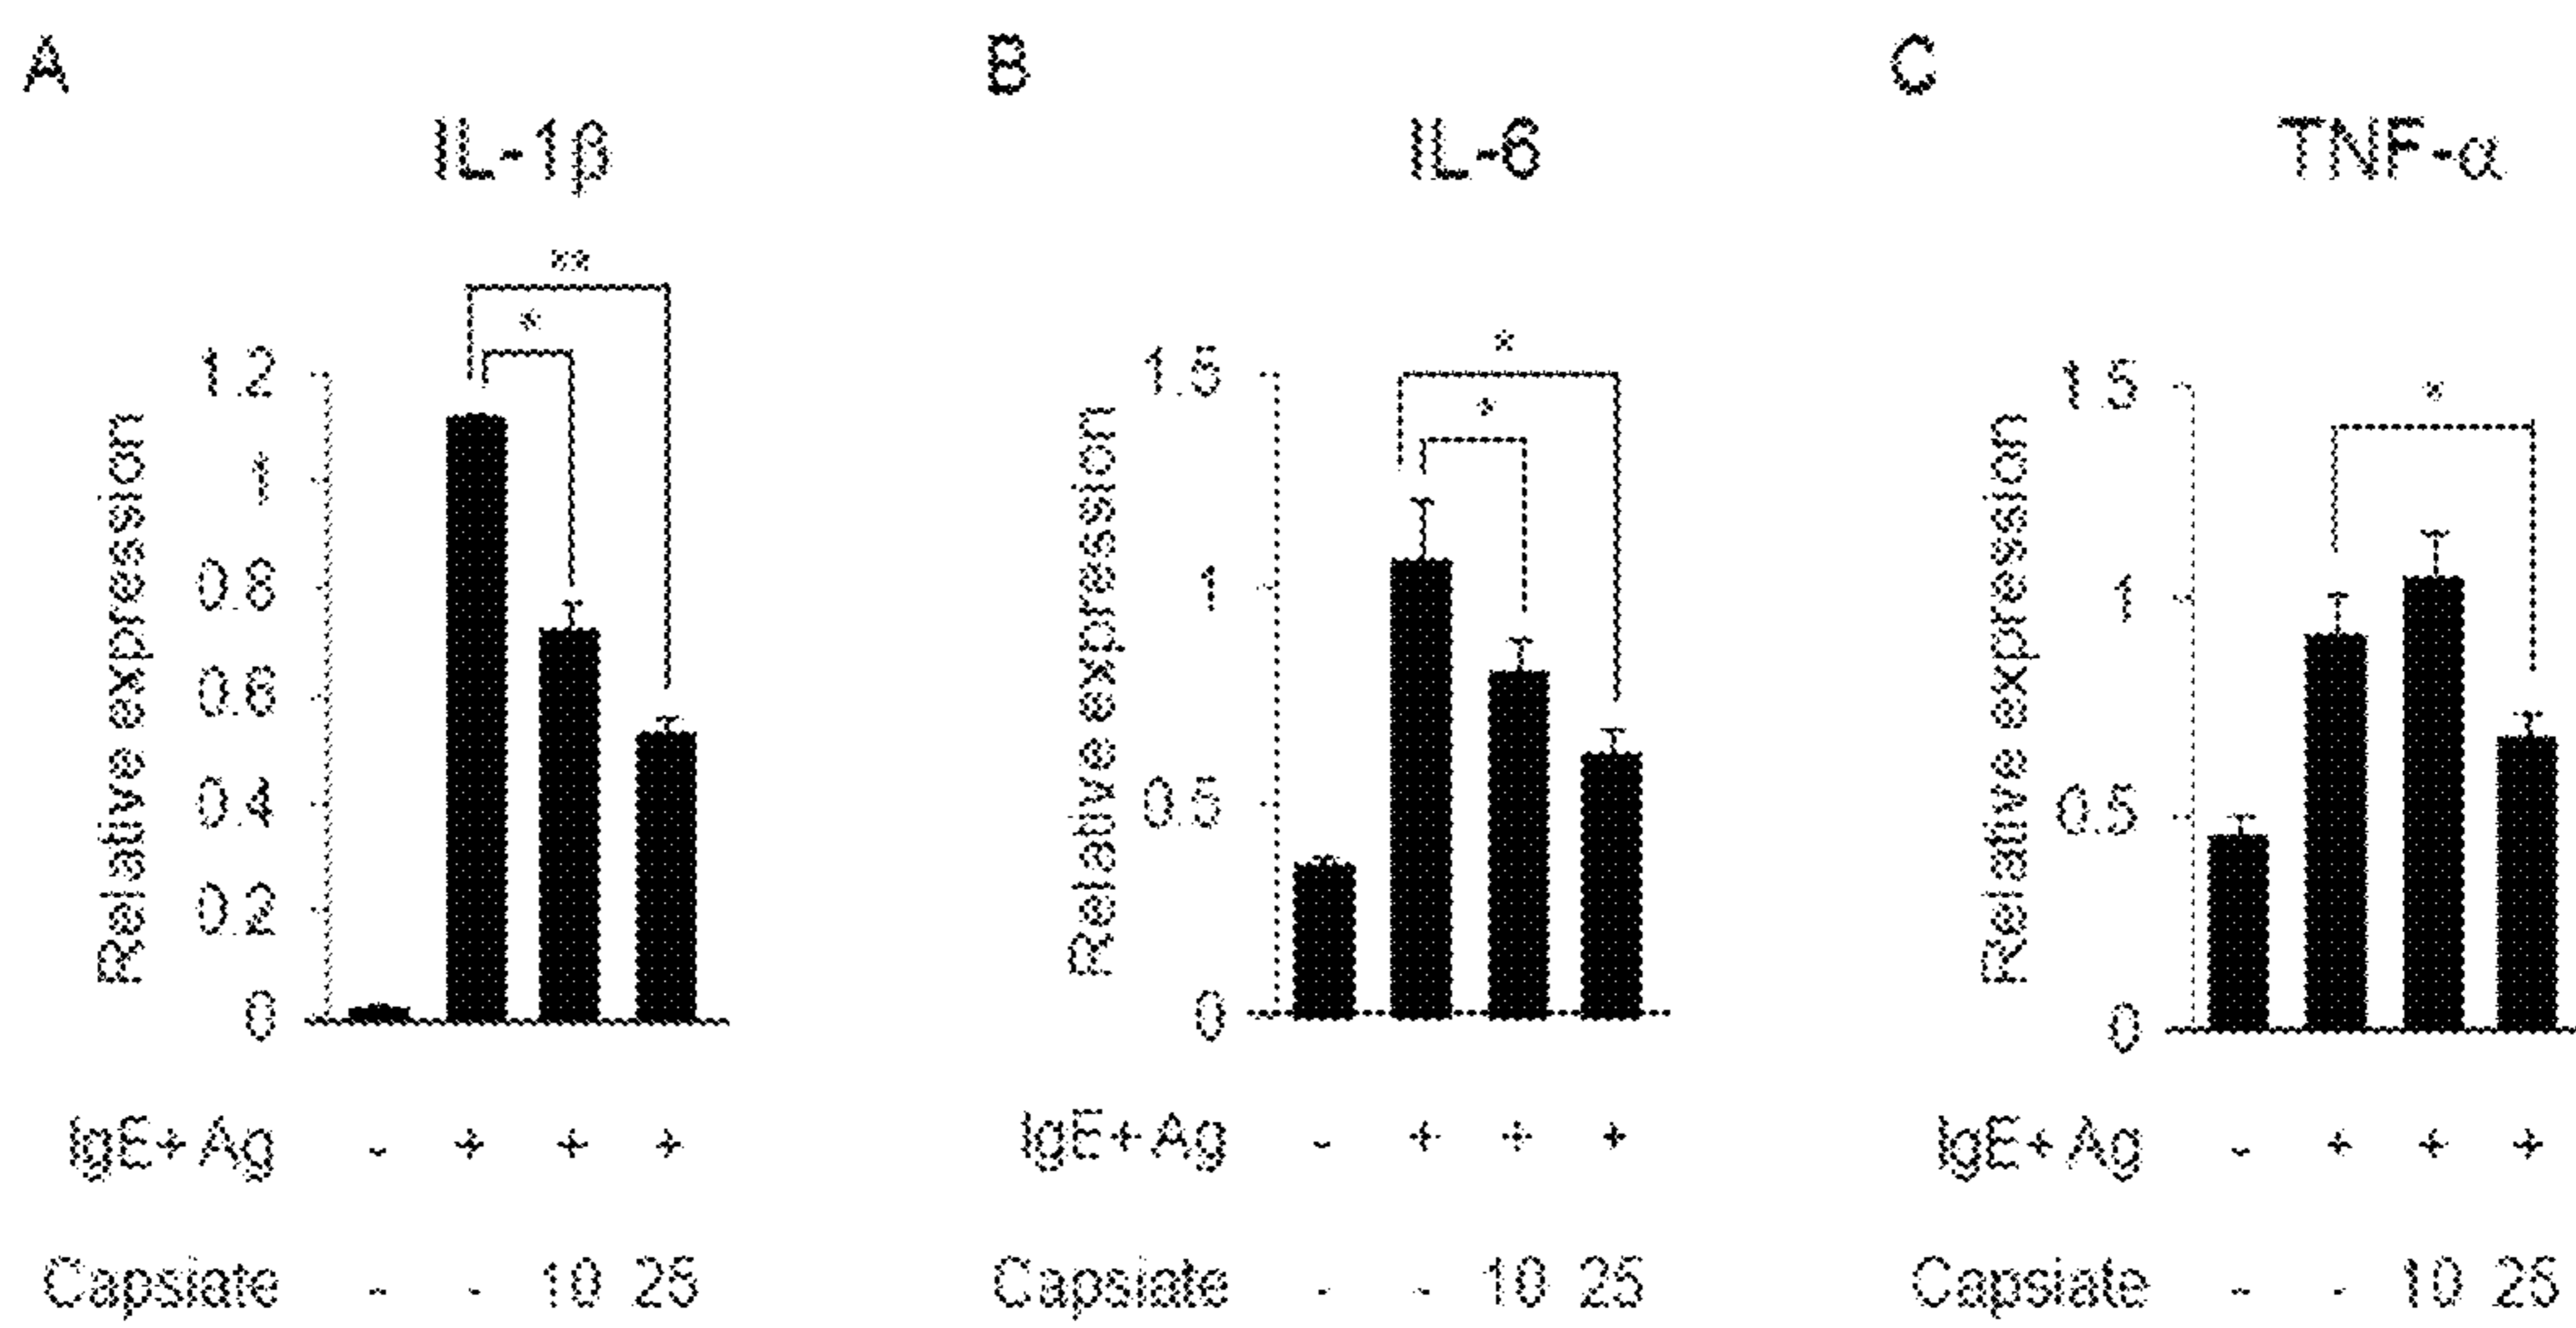 A
IL-1β
**
*
1.2
1
0.8
0.6
0.4
0.2
0
Relative expression
IgE+Ag - + + +
Capsiate - - 10 25
B
IL-6
*
*
1.5
1
0.5
0
Relative expression
IgE+Ag - + + +
Capsiate - - 10 25
C
TNF-α
*
1.5
1
0.5
0
Relative expression
IgE+Ag - + + +
Capsiate - - 10 25